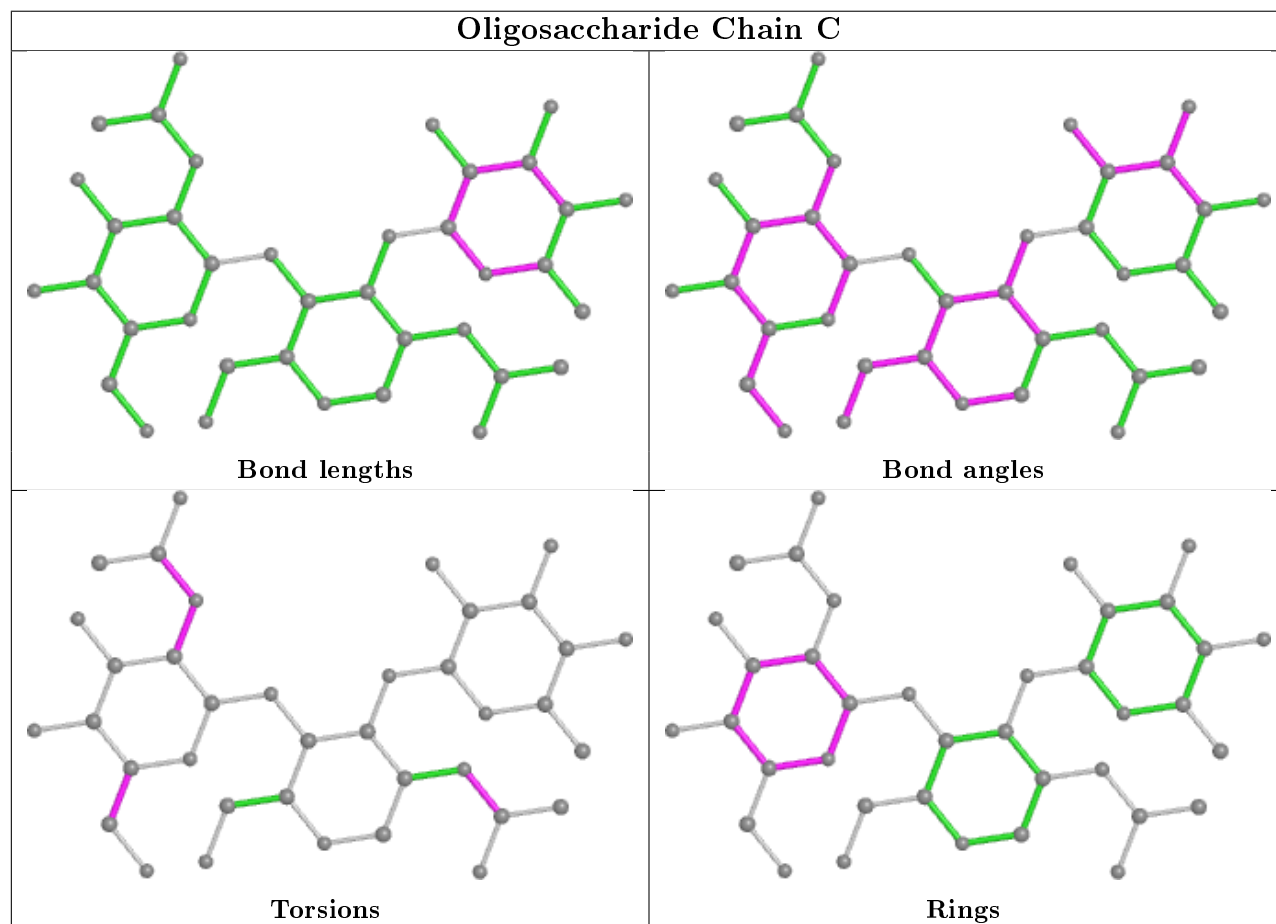 Oligosaccharide Chain C
Bond lengths
Bond angles
Torsions
Rings